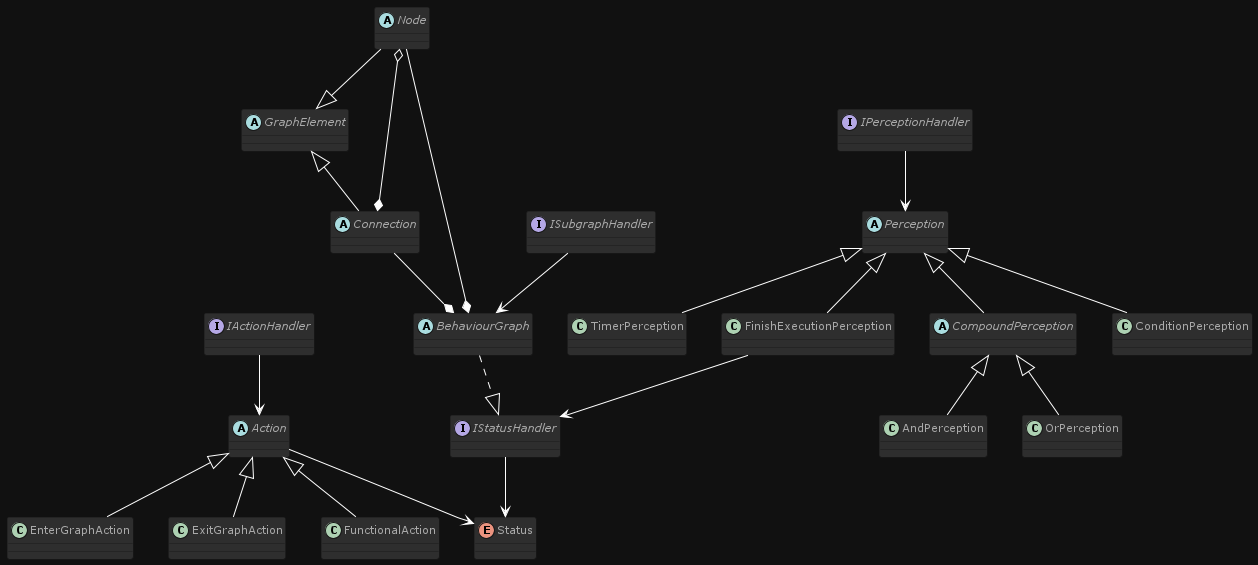 A Node
A GraphElement
I IPerceptionHandler
A Connection
I ISubgraphHandler
A Perception
I IActionHandler
A BehaviourGraph
C TimerPerception
C FinishExecutionPerception
A CompoundPerception
C ConditionPerception
A Action
I IStatusHandler
C AndPerception
C OrPerception
C EnterGraphAction
C ExitGraphAction
C FunctionalAction
E Status